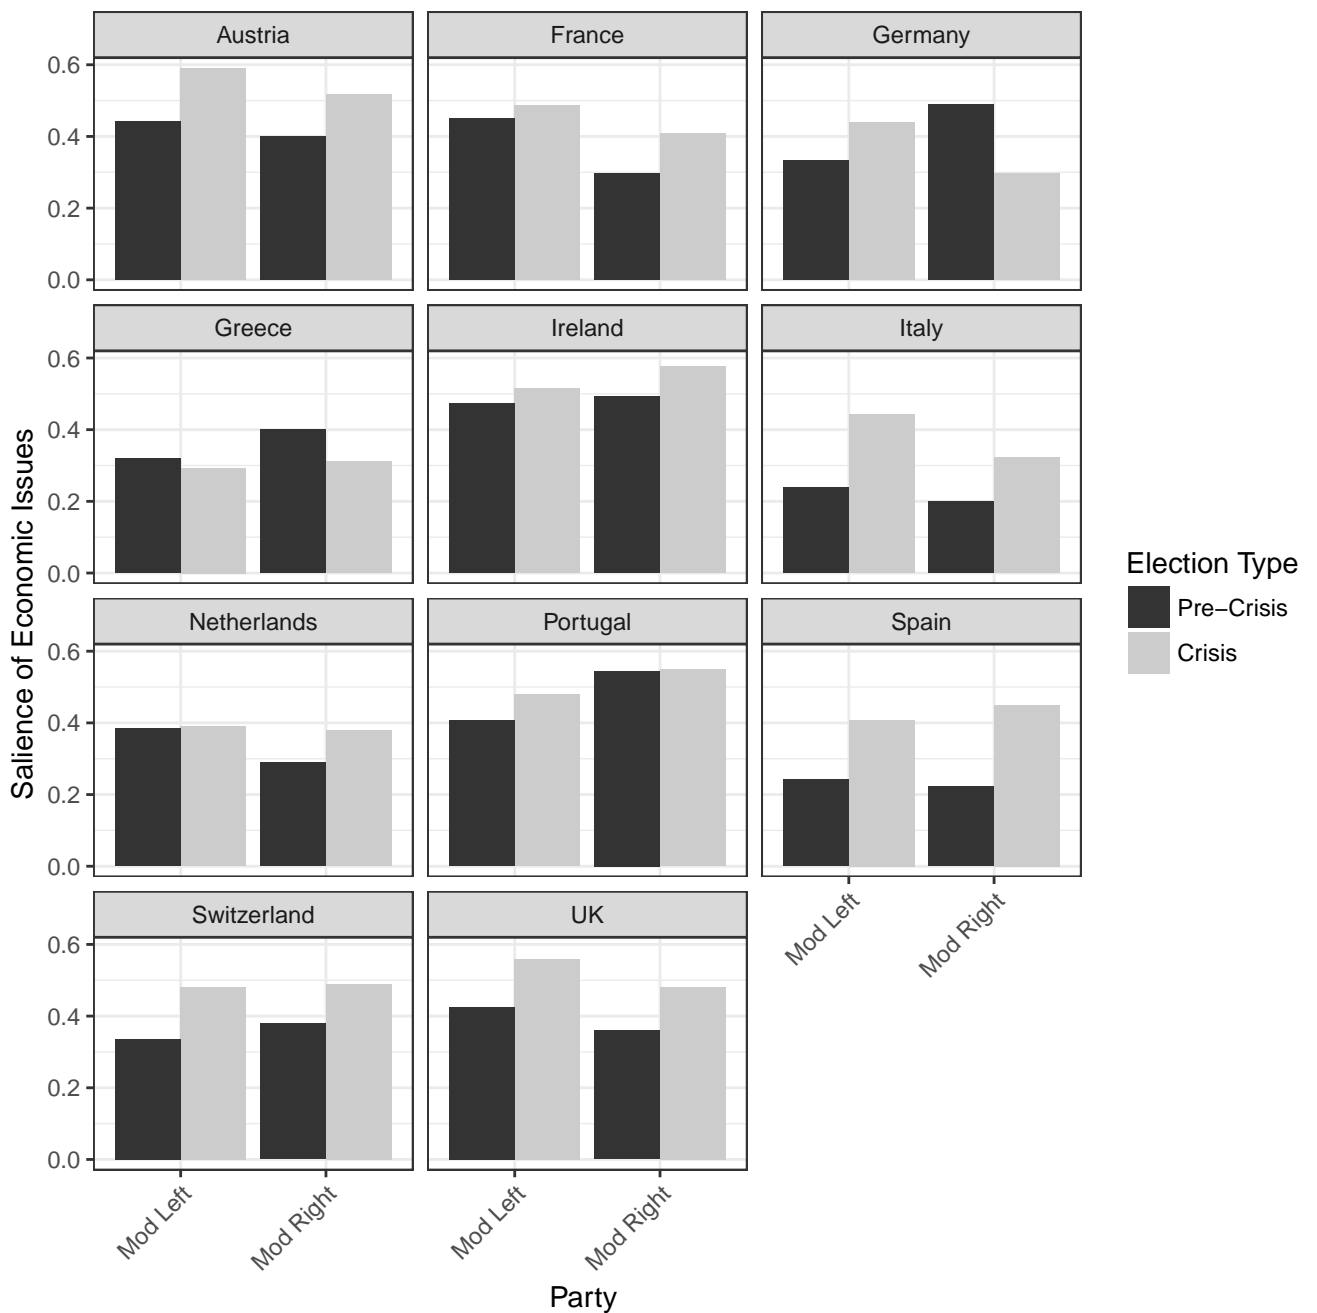 Austria
France
Germany
0.6
0.4
0.2
0.0
Greece
Ireland
Italy
0.6
0.4
0.2
0.0
Netherlands
Portugal
Spain
0.6
0.4
0.2
0.0
Mod Left
Mod Right
Switzerland
UK
0.6
0.4
0.2
0.0
Mod Left
Mod Right
Mod Left
Mod Right
Party
Salience of Economic Issues
Election Type
Pre−Crisis
Crisis